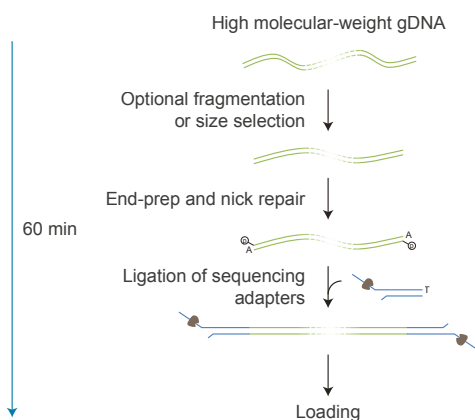 High molecular-weight gDNA
Optional fragmentation
or size selection
End-prep and nick repair
60 min
A
P
A
P
Ligation of sequencing
adapters
T
Loading